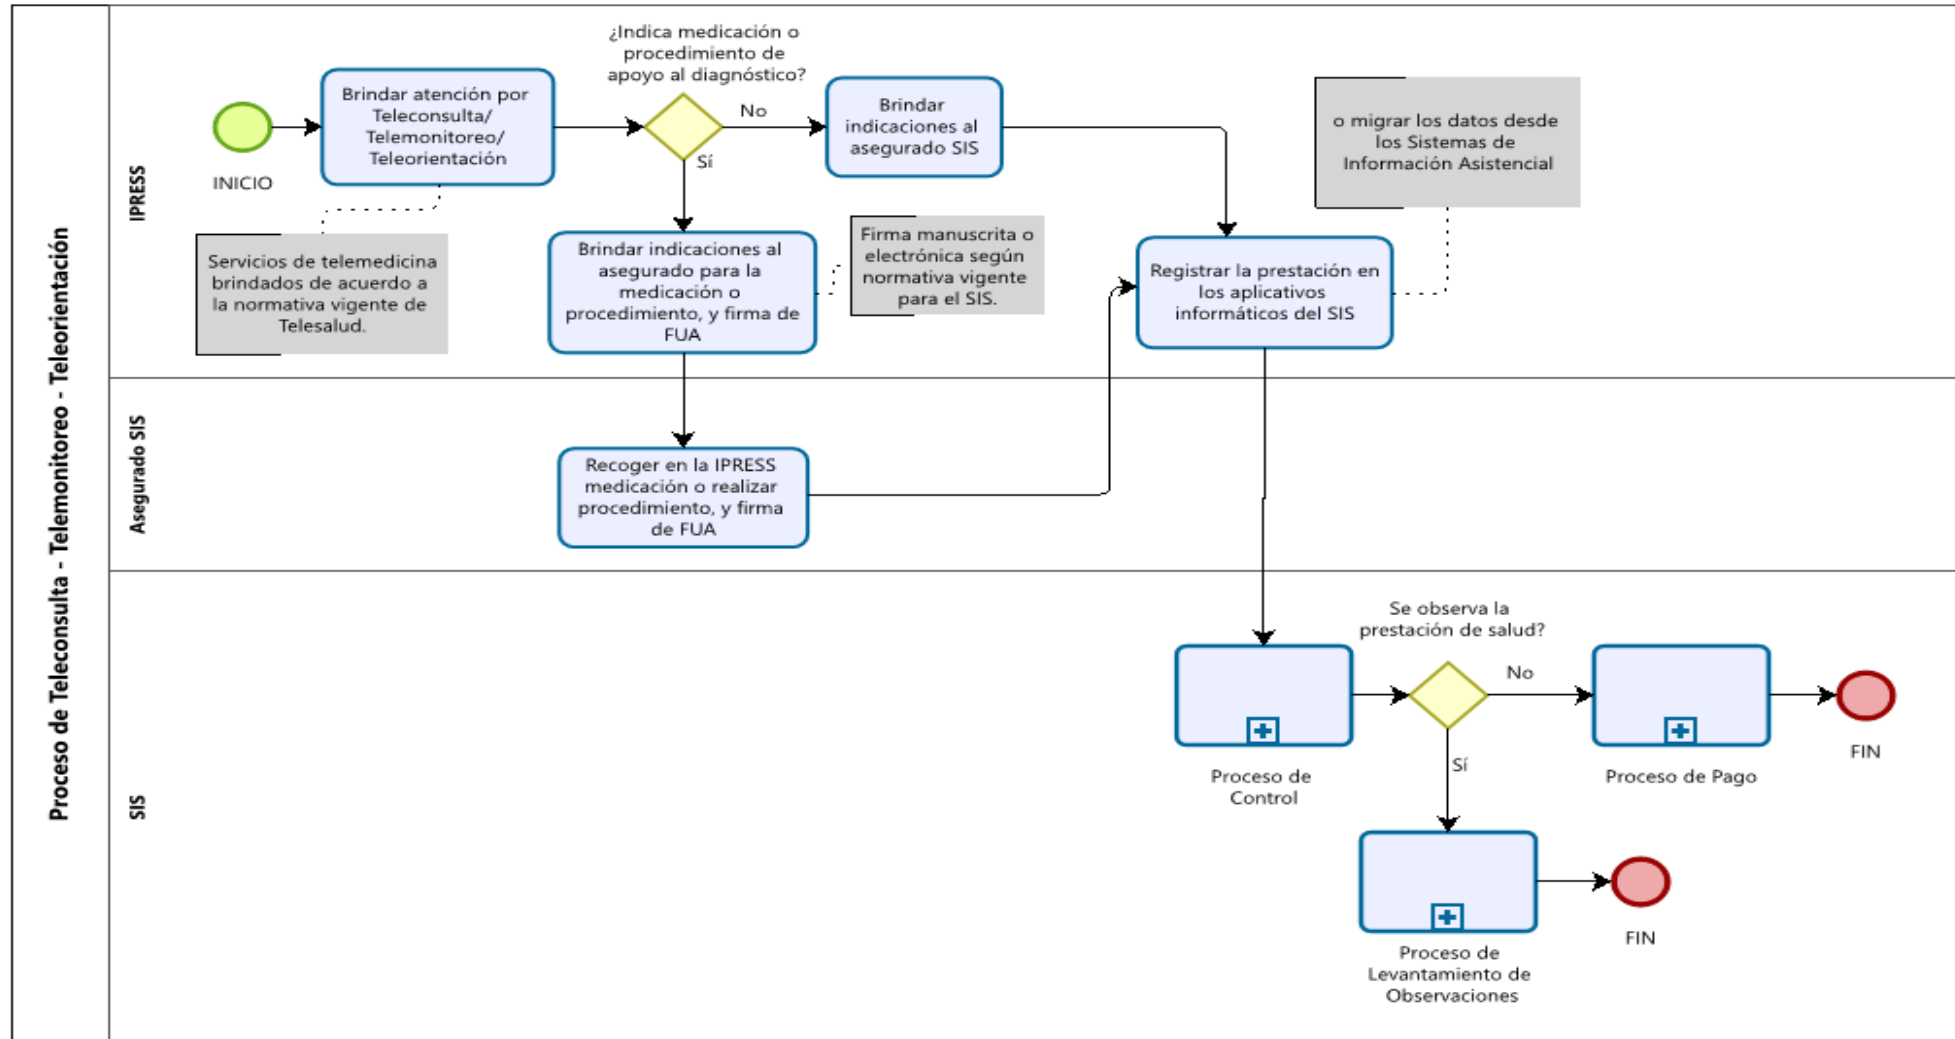 Proceso de Teleconsulta - Telemonitoreo - Teleorientación
IPRESS
INICIO
Brindar atención por
Teleconsulta/
Telemonitoreo/
Teleorientación
Servicios de telemedicina
brindados de acuerdo a
la normativa vigente de
Telesalud.
¿Indica medicación o
procedimiento de
apoyo al diagnóstico?
No
Sí
Brindar
indicaciones al
asegurado SIS
Brindar indicaciones al
asegurado para la
medicación o
procedimiento, y firma de
FUA
Firma manuscrita o
electrónica según
normativa vigente
para el SIS.
o migrar los datos desde
los Sistemas de
Información Asistencial
Registrar la prestación en
los aplicativos
informáticos del SIS
Asegurado SIS
Recoger en la IPRESS
medicación o realizar
procedimiento, y firma
de FUA
SIS
Proceso de
Control
Se observa la
prestación de salud?
No
Sí
Proceso de Pago
FIN
Proceso de
Levantamiento de
Observaciones
FIN